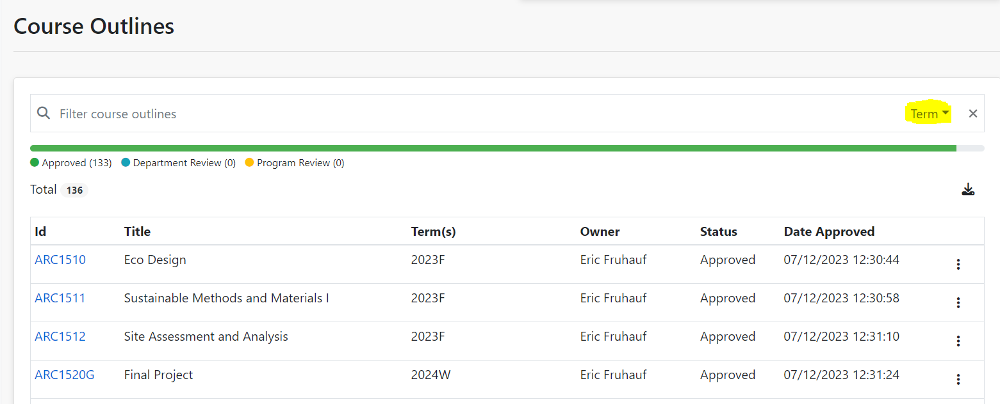 Course Outlines
Filter course outlines Term
Approved (133) Department Review (0) Program Review (0)
Total 136
Id Title Term(s) Owner Status Date Approved
ARC1510 Eco Design 2023F Eric Fruhauf Approved 07/12/2023 12:30:44
ARC1511 Sustainable Methods and Materials I 2023F Eric Fruhauf Approved 07/12/2023 12:30:58
ARC1512 Site Assessment and Analysis 2023F Eric Fruhauf Approved 07/12/2023 12:31:10
ARC1520G Final Project 2024W Eric Fruhauf Approved 07/12/2023 12:31:24